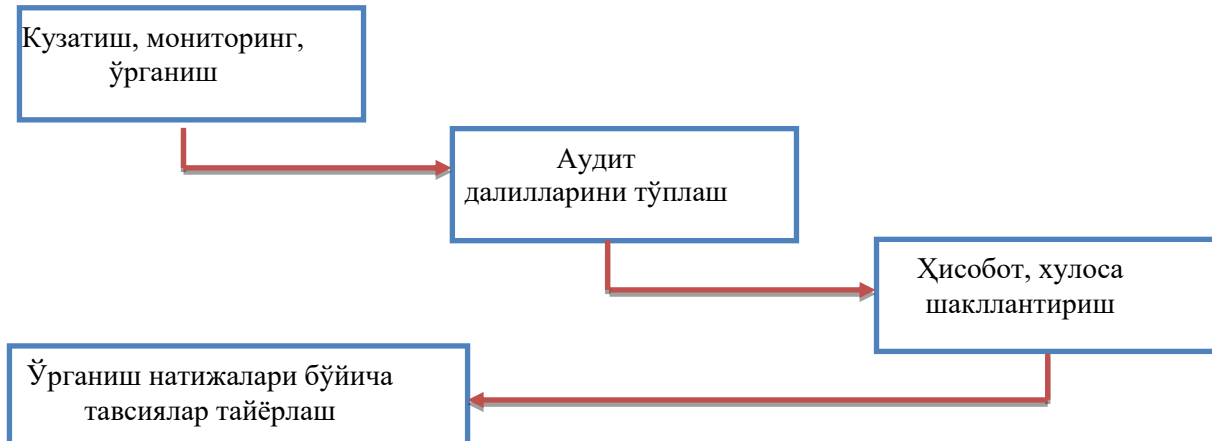 Кузатиш, мониторинг,
ўрганиш
Аудит
далилларини тўплаш
Ҳисобот, хулоса
шакллантириш
Ўрганиш натижалари бўйича
тавсиялар тайёрлаш